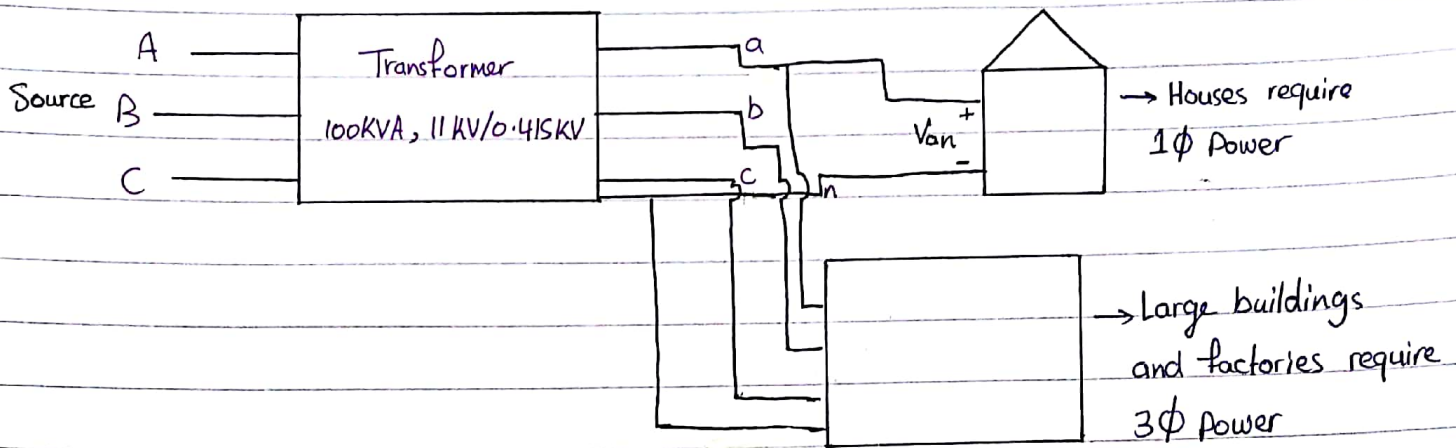 A
Source B
C
Transformer
100KVA, 11KV/0.415KV
a
b
c
n
Van
+
-
→ Houses require
1ϕ Power
→ Large buildings
and factories require
3ϕ Power